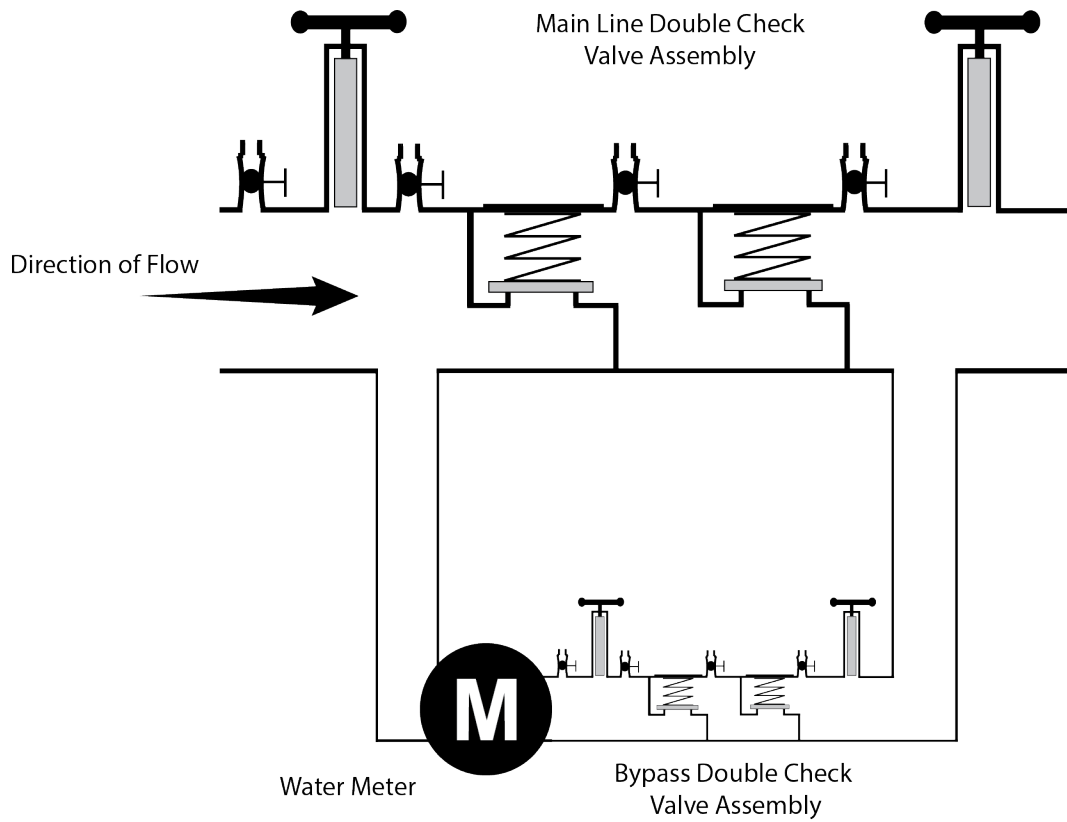 Main Line Double Check
Valve Assembly
Direction of Flow
M
Water Meter
Bypass Double Check
Valve Assembly